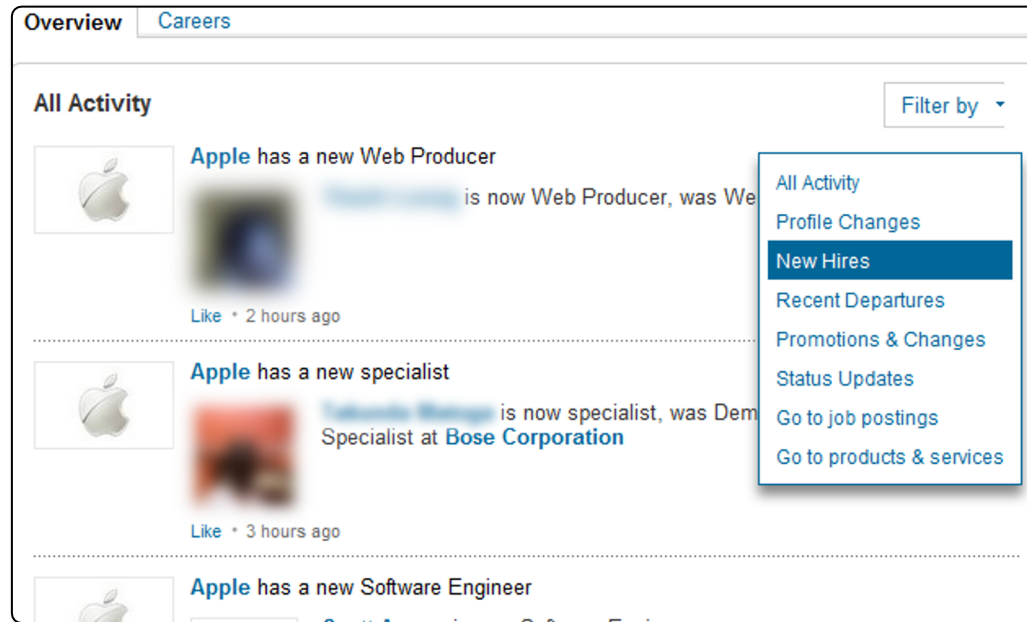 Overview Careers
All Activity
Filter by
Apple has a new Web Producer
is now Web Producer, was We
Like • 2 hours ago
Apple has a new specialist
is now specialist, was Dem
Specialist at Bose Corporation
Like • 3 hours ago
Apple has a new Software Engineer
All Activity
Profile Changes
New Hires
Recent Departures
Promotions & Changes
Status Updates
Go to job postings
Go to products & services